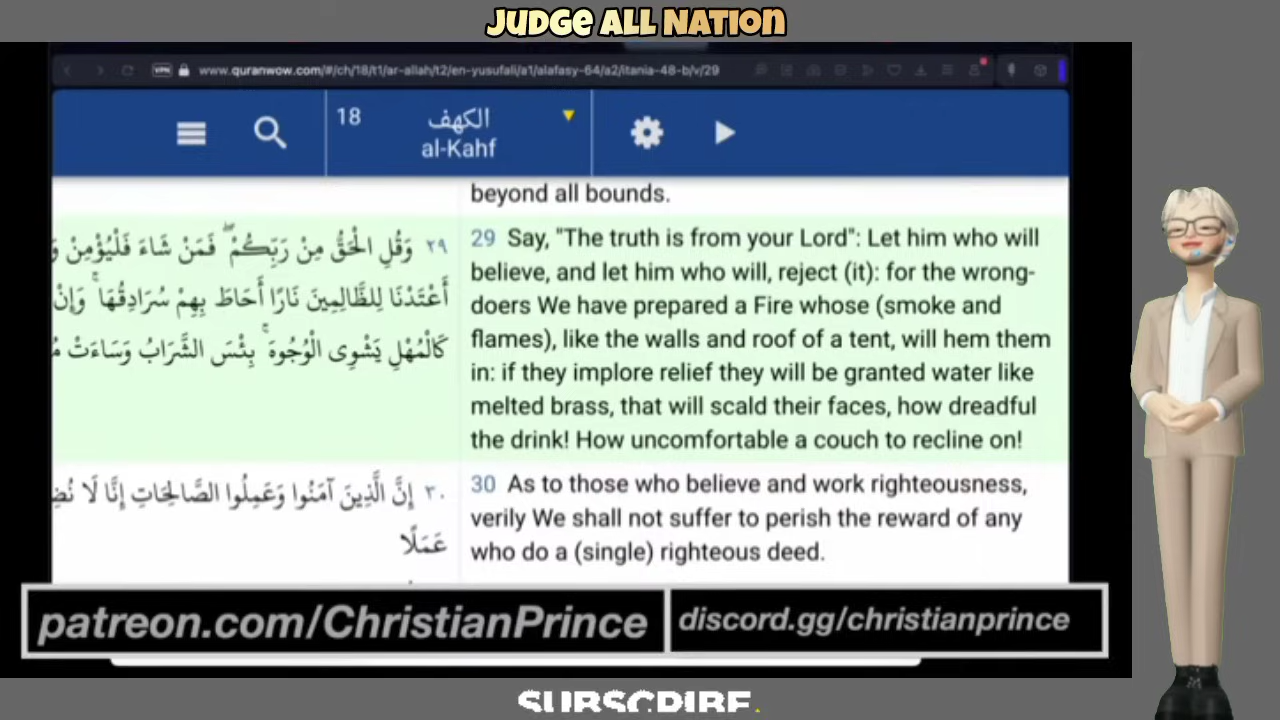 JUDGE ALL NATION
VPN www.quranwow.com/#/ch/18/t1/ar-allah/t2/en-yusufali/a1/alafasy-64/a2/itania-48-b/v/29
18 الكهف
al-Kahf
beyond all bounds.
٢٩ وَقُلِ الْحَقُّ مِنْ رَبِّكُمْ ۖ فَمَنْ شَاءَ فَلْيُؤْمِنْ
أَعْتَدْنَا لِلظَّالِمِينَ نَارًا أَحَاطَ بِهِمْ سُرَادِقُهَا ۚ وَإِنْ
كَالْمُهْلِ يَشْوِى الْوُجُوهَ ۚ بِئْسَ الشَّرَابُ وَسَاءَتْ
29 Say, "The truth is from your Lord": Let him who will
believe, and let him who will, reject (it): for the wrong-
doers We have prepared a Fire whose (smoke and
flames), like the walls and roof of a tent, will hem them
in: if they implore relief they will be granted water like
melted brass, that will scald their faces, how dreadful
the drink! How uncomfortable a couch to recline on!
٣٠ إِنَّ الَّذِينَ آمَنُوا وَعَمِلُوا الصَّالِحَاتِ إِنَّا لَا
عَمَلًا
30 As to those who believe and work righteousness,
verily We shall not suffer to perish the reward of any
who do a (single) righteous deed.
patreon.com/ChristianPrince
discord.gg/christianprince
SUBSCRIBE.